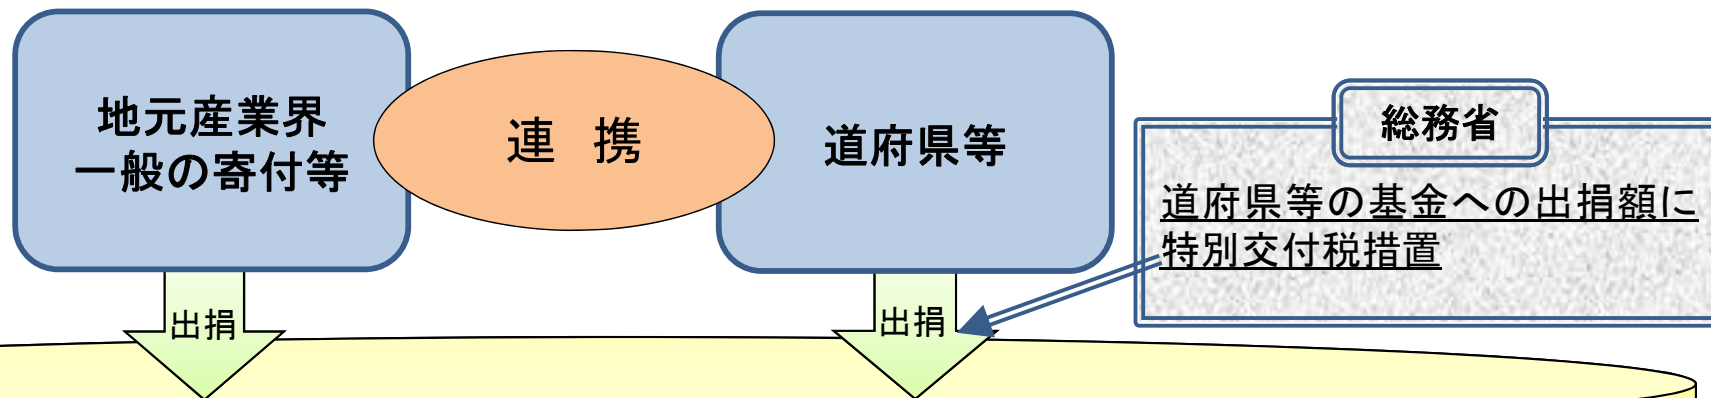 地元産業界
一般の寄付等
連　携
道府県等
総務省
道府県等の基金への出捐額に
特別交付税措置
出捐
出捐